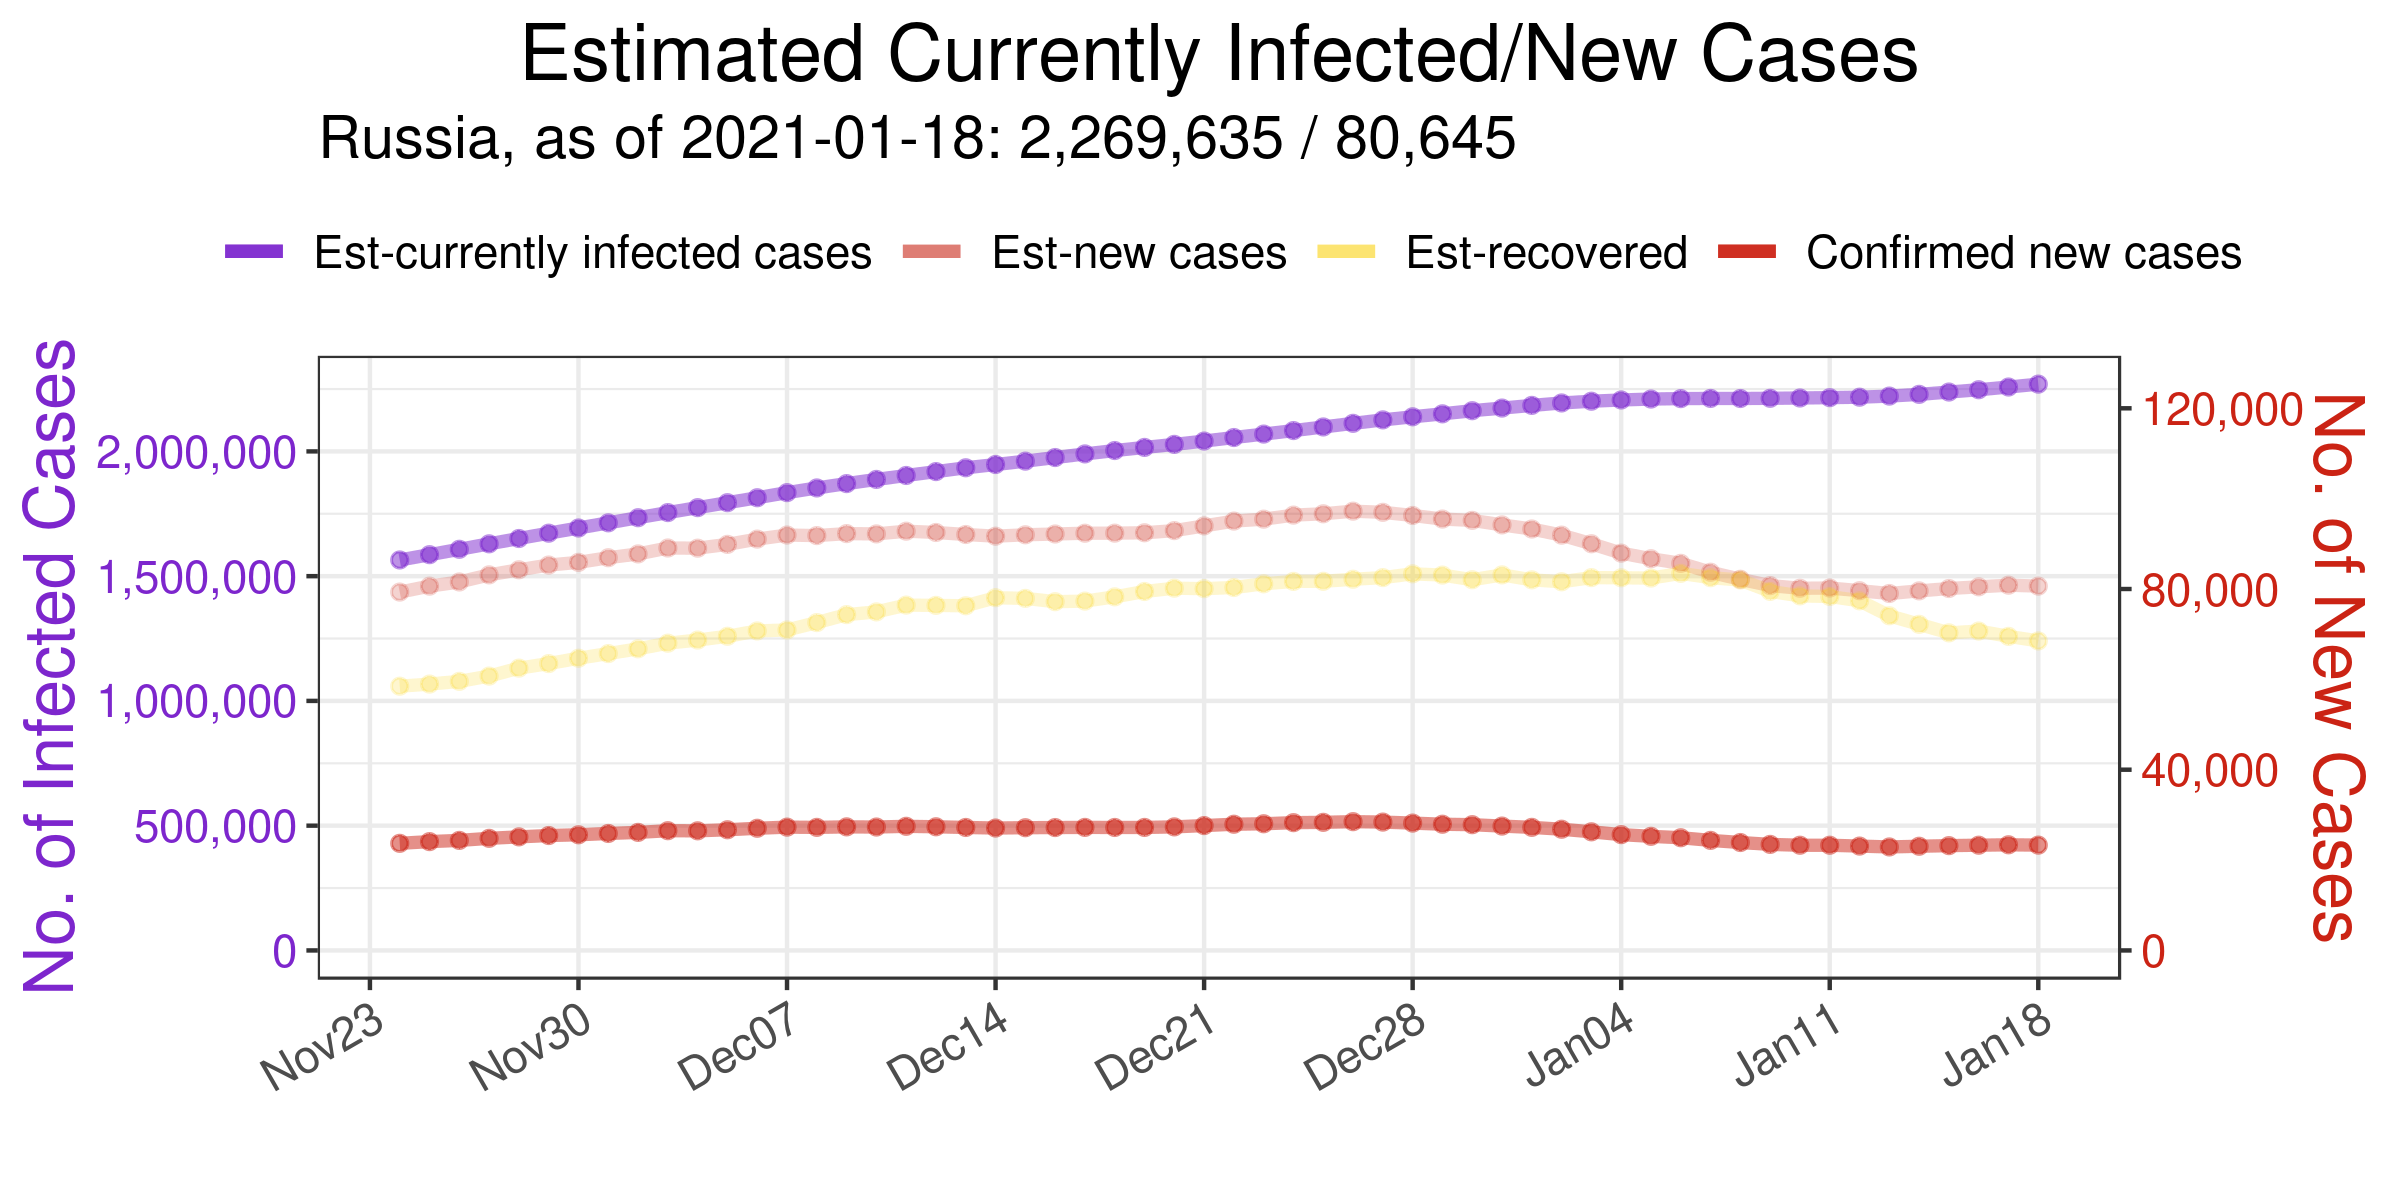 Estimated Currently Infected/New Cases
Russia, as of 2021-01-18: 2,269,635 / 80,645
Est-currently infected cases Est-new cases Est-recovered Confirmed new cases
No. of Infected Cases
2,000,000
1,500,000
1,000,000
500,000
0
120,000
80,000
40,000
0
No. of New Cases
Nov23 Nov30 Dec07 Dec14 Dec21 Dec28 Jan04 Jan11 Jan18